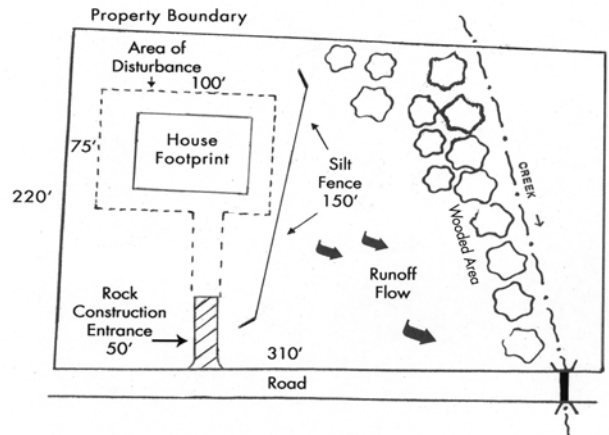 Property Boundary
Area of
Disturbance
100'
75'
House
Footprint
220'
Silt
Fence
150'
CREEK →
Wooded Area
Runoff
Flow
Rock
Construction
Entrance
50'
310'
Road